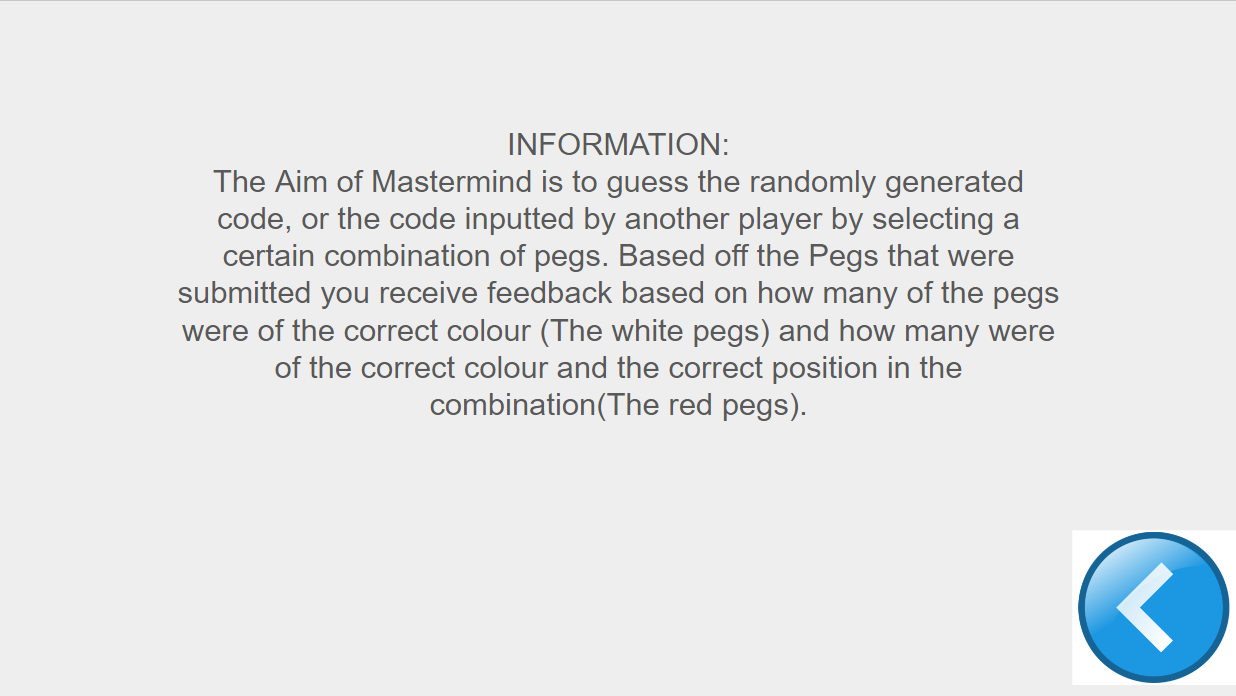 INFORMATION:
The Aim of Mastermind is to guess the randomly generated
code, or the code inputted by another player by selecting a
certain combination of pegs. Based off the Pegs that were
submitted you receive feedback based on how many of the pegs
were of the correct colour (The white pegs) and how many were
of the correct colour and the correct position in the
combination(The red pegs).